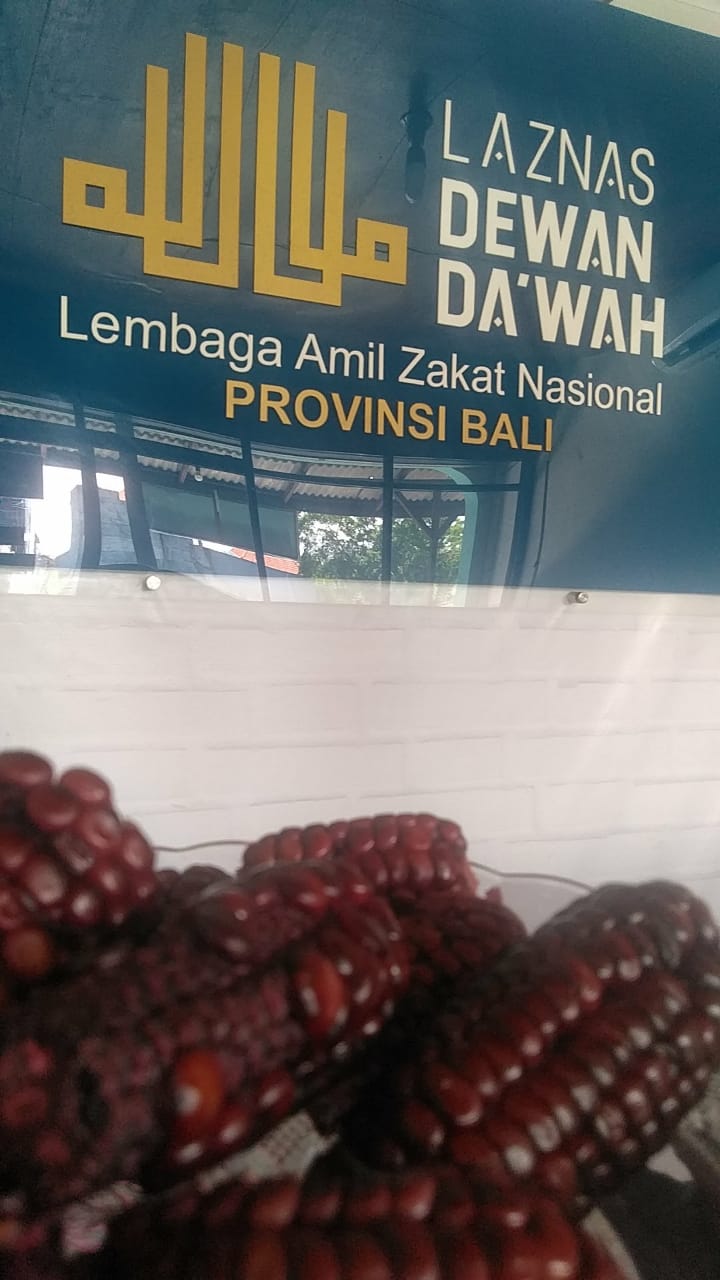 LAZNAS
DEWAN
DA'WAH
Lembaga Amil Zakat Nasional
PROVINSI BALI